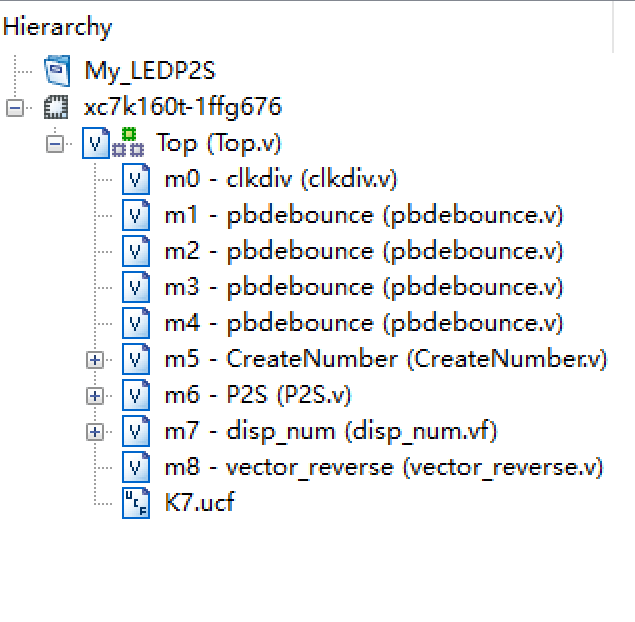 Hierarchy
My_LEDP2S
xc7k160t-1ffg676
V Top (Top.v)
V m0 - clkdiv (clkdiv.v)
V m1 - pbdebounce (pbdebounce.v)
V m2 - pbdebounce (pbdebounce.v)
V m3 - pbdebounce (pbdebounce.v)
V m4 - pbdebounce (pbdebounce.v)
V m5 - CreateNumber (CreateNumber.v)
V m6 - P2S (P2S.v)
V m7 - disp_num (disp_num.vf)
V m8 - vector_reverse (vector_reverse.v)
UCF K7.ucf